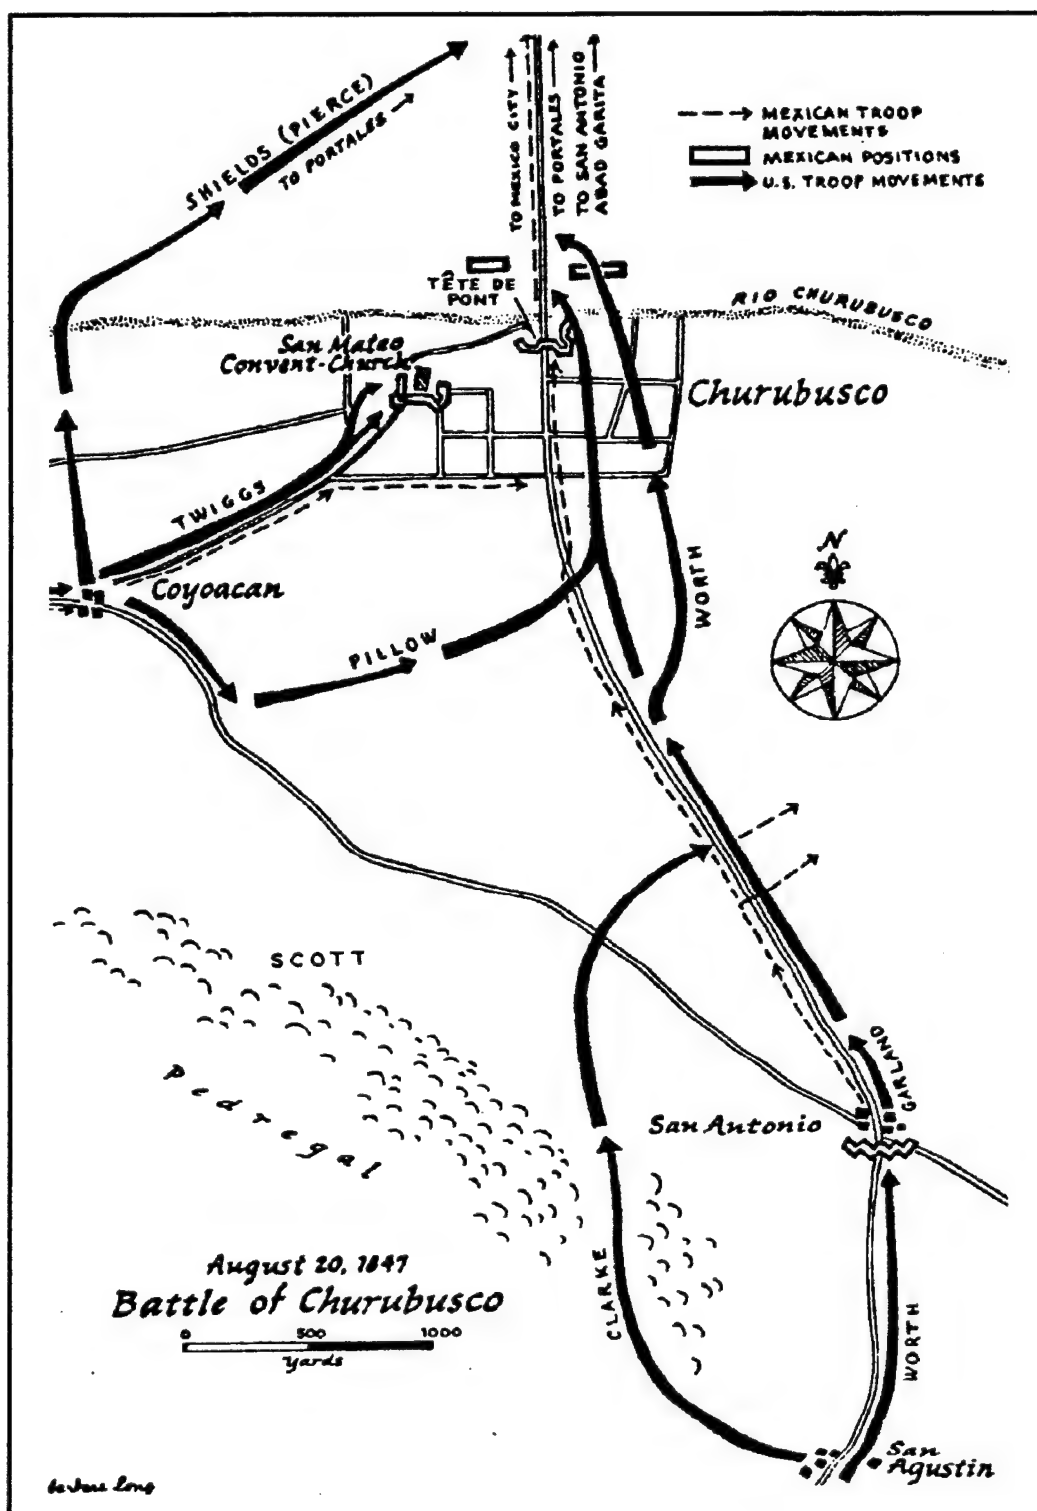 SHIELDS (PIERCE)
TO PORTALES
TO MEXICO CITY
TO PORTALES
TO SAN ANTONIO
ABAD GARITA
MEXICAN TROOP
MOVEMENTS
MEXICAN POSITIONS
U.S. TROOP MOVEMENTS
TÊTE DE
PONT
RIO CHURUBUSCO
San Mateo
Convent-Church
Churubusco
TWIGGS
Coyoacan
N
WORTH
PILLOW
SCOTT
Pedregal
GARLAND
San Antonio
CLARKE
WORTH
August 20, 1847
Battle of Churubusco
0 500 1000
Yards
San
Agustin